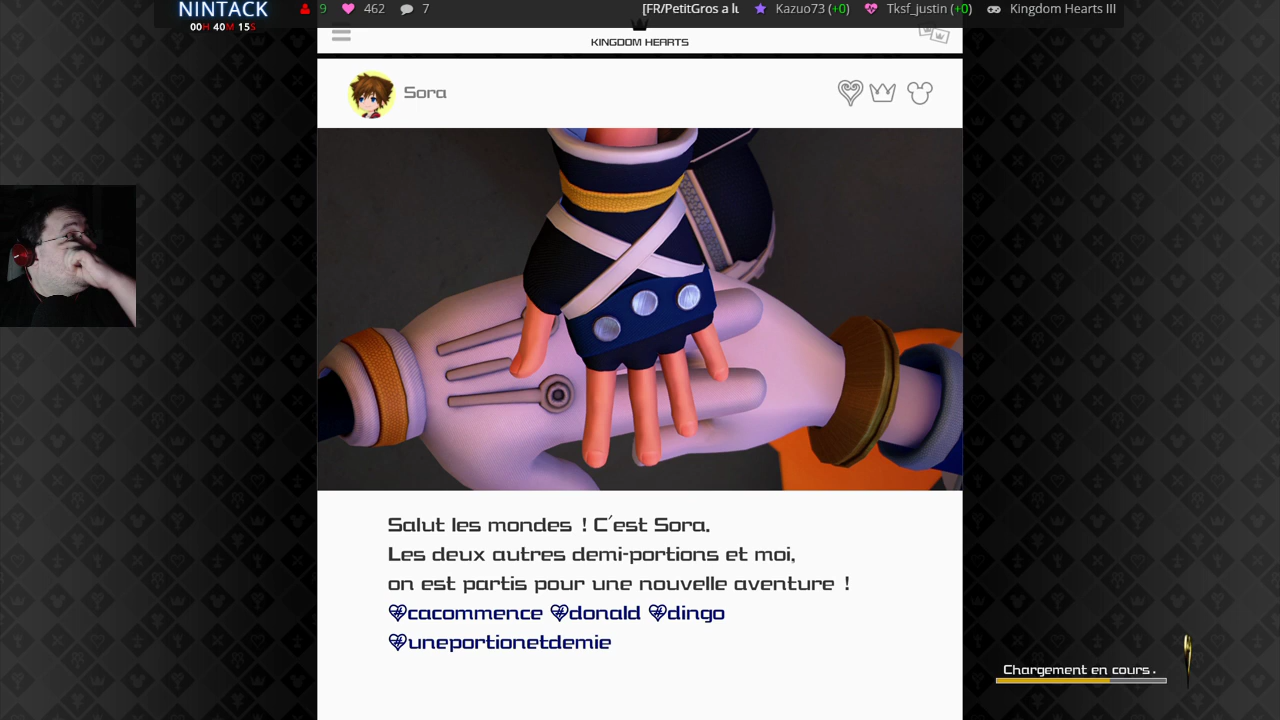 NINTACK
00H 40M 15S
9
462
7
[FR/PetitGros a lu
Kazuo73 (+0)
Tksf_justin (+0)
Kingdom Hearts III
KINGDOM HEARTS
Sora
Salut les mondes ! C'est Sora.
Les deux autres demi-portions et moi,
on est partis pour une nouvelle aventure !
#cacommence #donald #dingo
#uneportionetdemie
Chargement en cours.